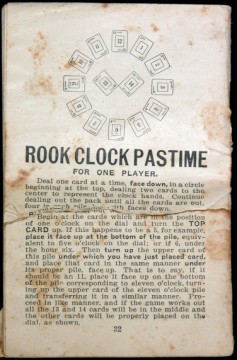 ROOK CLOCK PASTIME
FOR ONE PLAYER.
Deal one card at a time, face down, in a circle
beginning at the top, dealing two cards to the
center to represent the clock hands. Continue
dealing out the pack until all the cards are out,
four faces down.
Begin at the cards which are in the position
of one o'clock on the dial and turn the TOP
CARD up. If this happens to be a 5, for example,
place it face up at the bottom of the pile, equiv-
alent to five o'clock on the dial; or if 6, under
the hour six. Then turn up the upper card of
this pile under which you have just placed card,
and place that card in the same manner under
its proper pile, face up. That is to say, if it
should be an 11, place it face up on the bottom
of the pile corresponding to eleven o'clock, turn-
ing up the upper card of the eleven o'clock pile
and transferring it in a similar manner. Pro-
ceed in like manner, and if the game works out
all the 13 and 14 cards will be in the middle and
the other cards will be properly placed on the
dial, as shown.
22